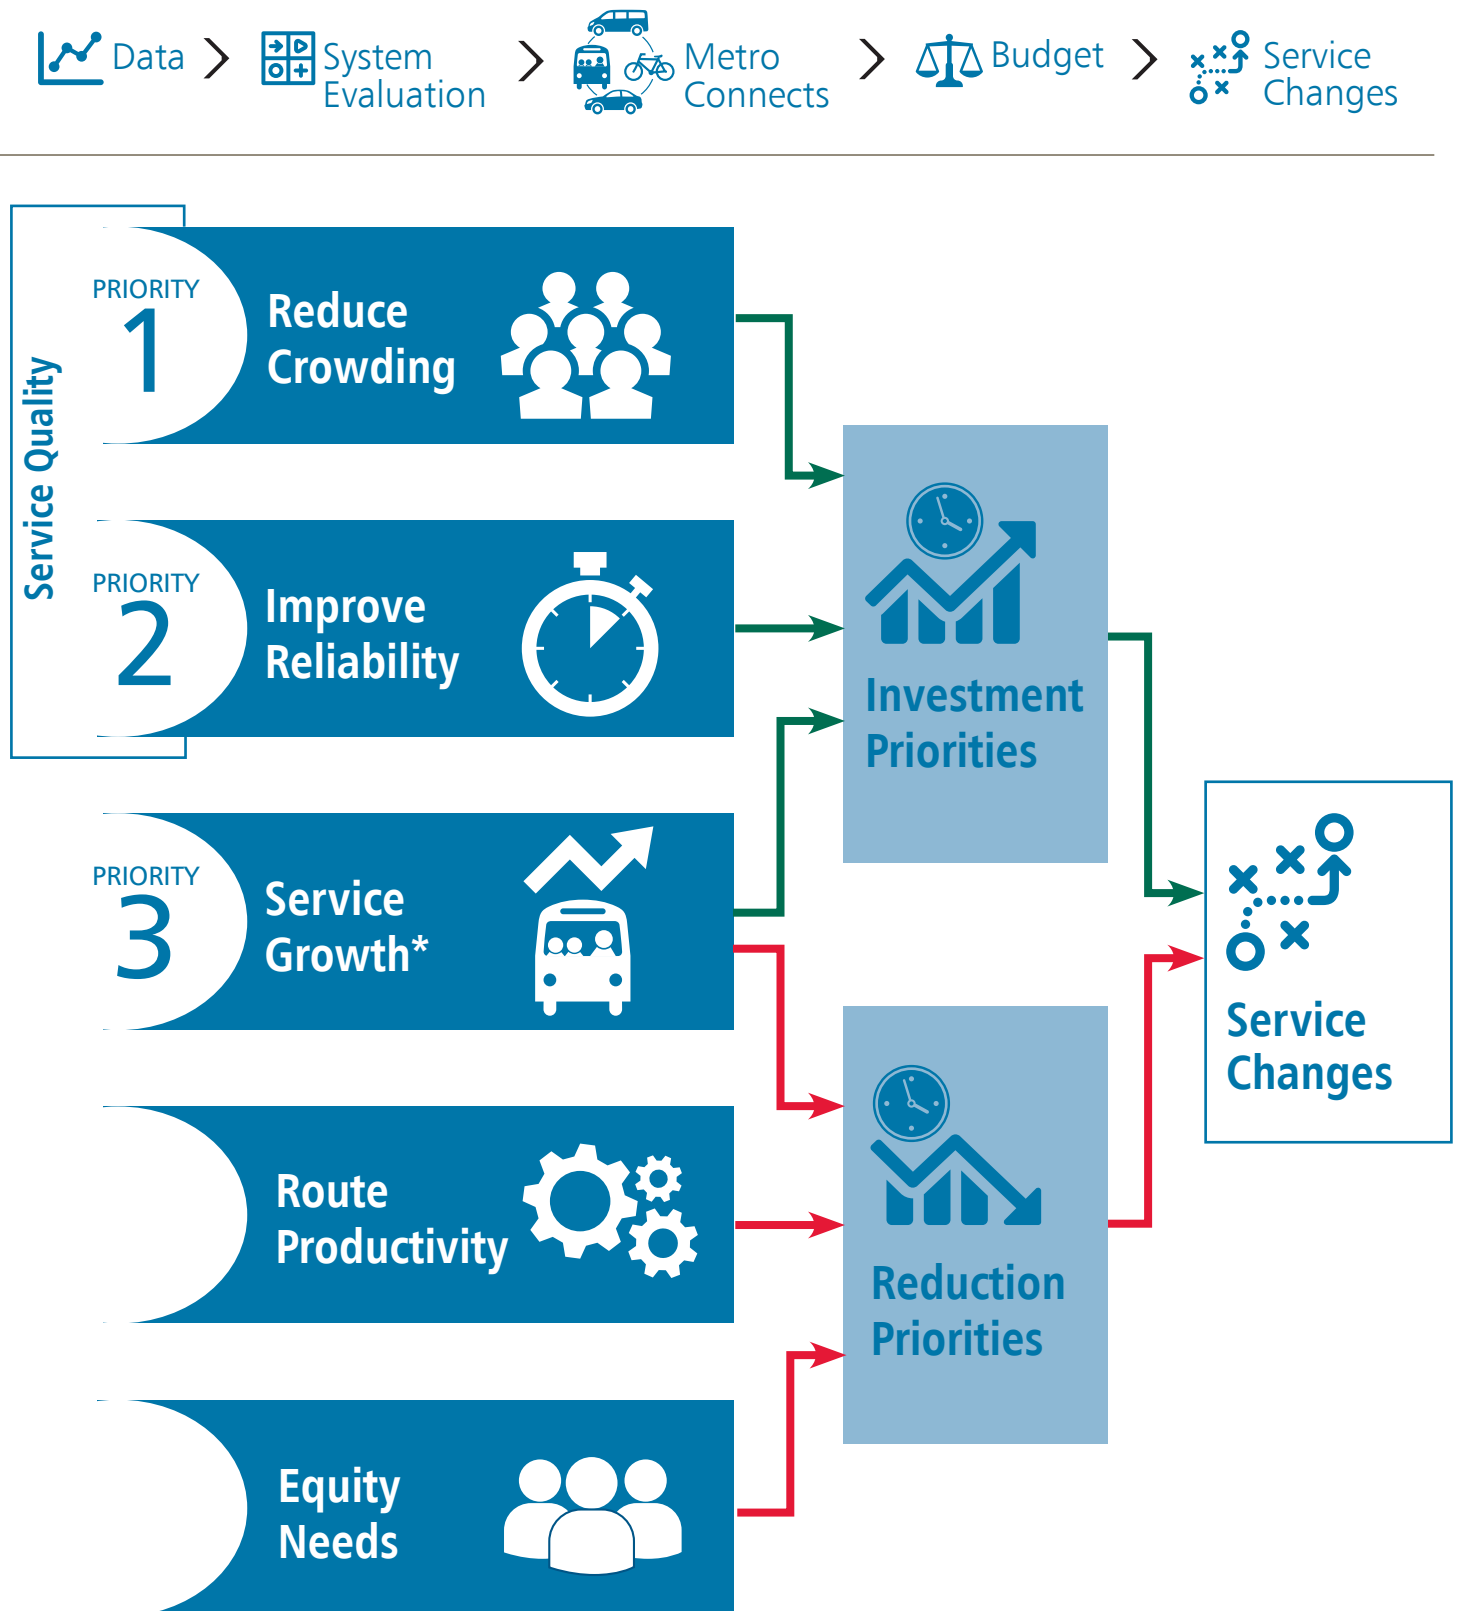 Data
System
Evaluation
Metro
Connects
Budget
Service
Changes
Service Quality
PRIORITY
1
Reduce
Crowding
PRIORITY
2
Improve
Reliability
PRIORITY
3
Service
Growth*
Route
Productivity
Equity
Needs
Investment
Priorities
Reduction
Priorities
Service
Changes